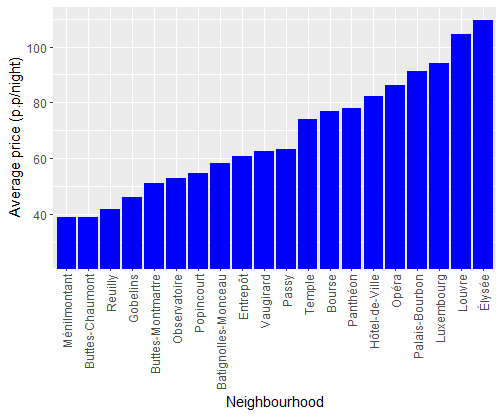 Average price (p.p/night)
100
80
60
40
Ménilmontant
Buttes-Chaumont
Reuilly
Gobelins
Buttes-Montmartre
Observatoire
Popincourt
Batignolles-Monceau
Entrepôt
Vaugirard
Passy
Temple
Bourse
Panthéon
Hôtel-de-Ville
Opéra
Palais-Bourbon
Luxembourg
Louvre
Élysée
Neighbourhood